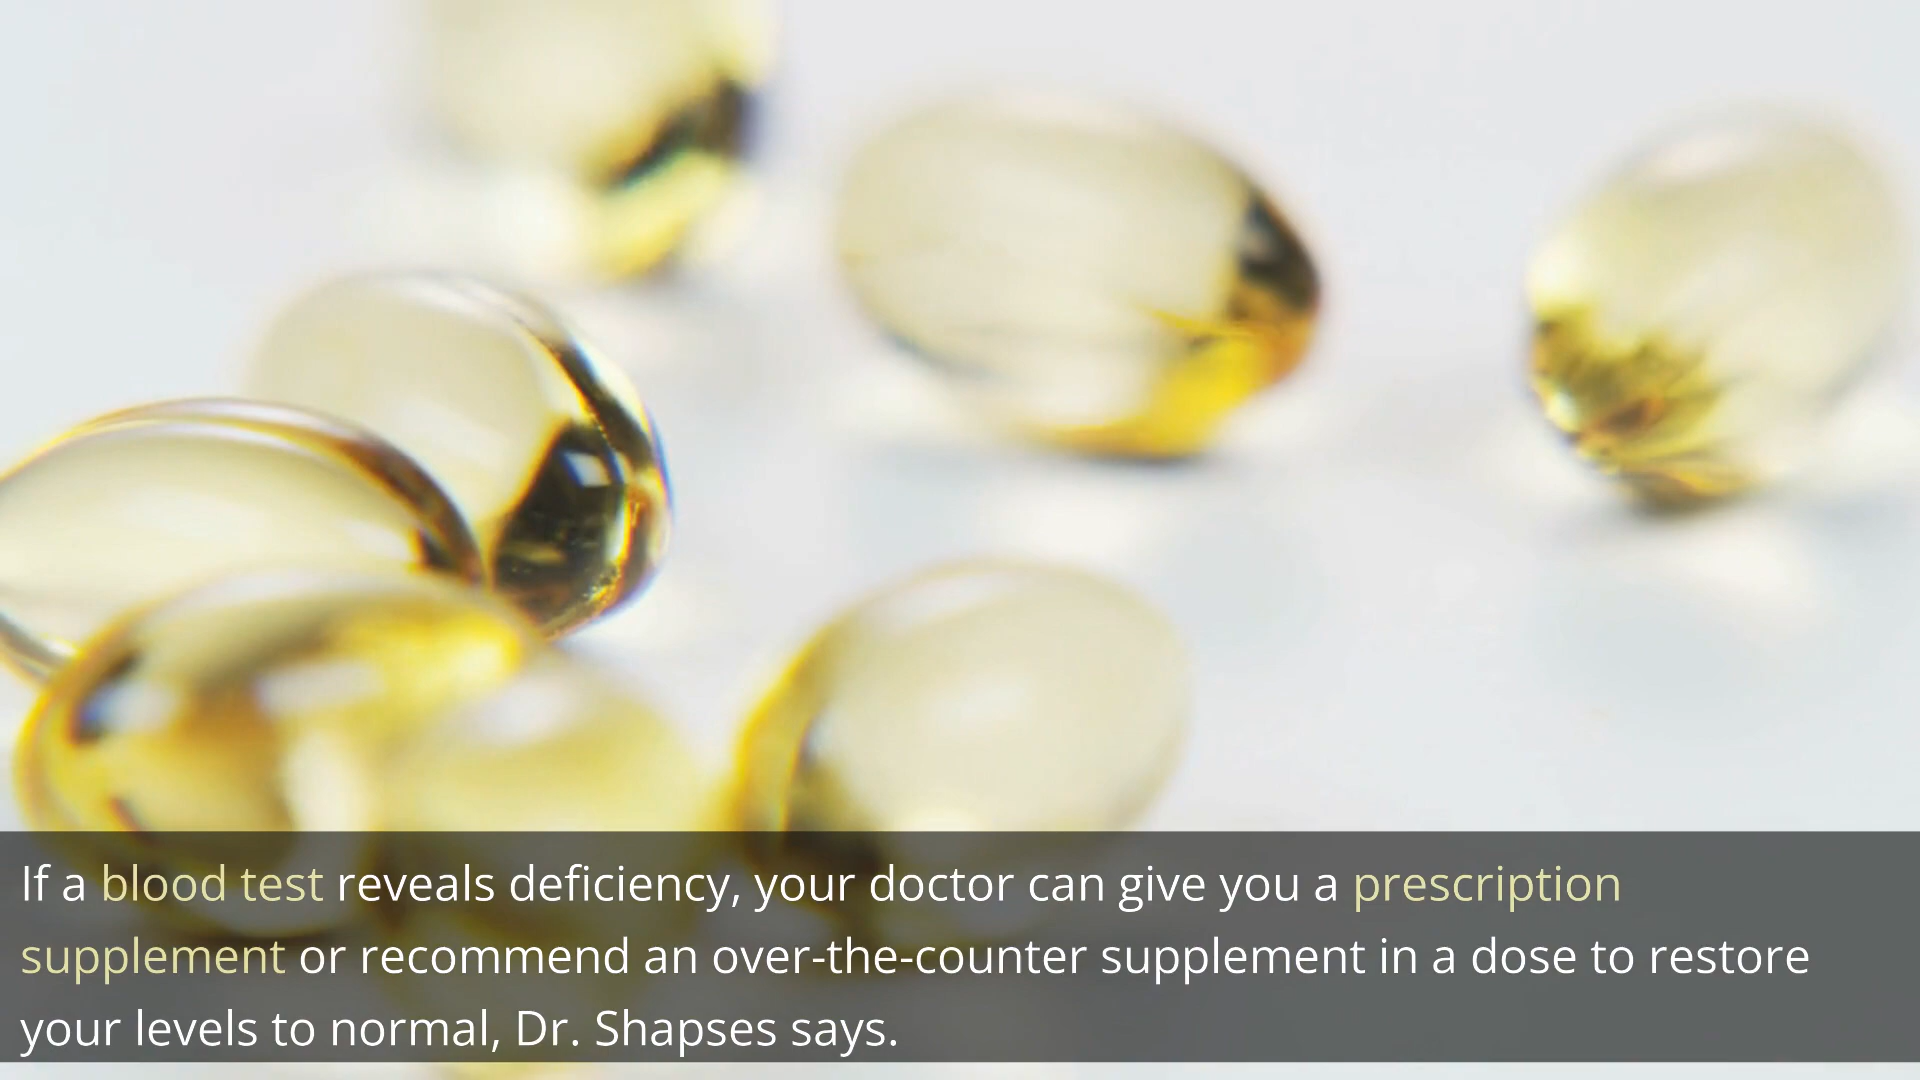 If a blood test reveals deficiency, your doctor can give you a prescription
supplement or recommend an over-the-counter supplement in a dose to restore
your levels to normal, Dr. Shapses says.